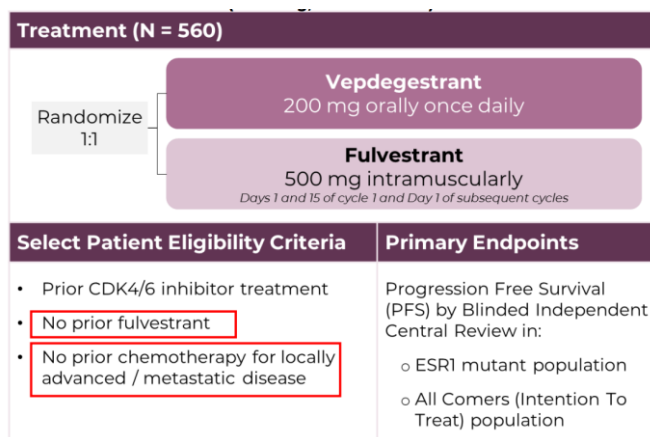 Treatment (N = 560)
Randomize
1:1
Vepdegestrant
200 mg orally once daily
Fulvestrant
500 mg intramuscularly
Days 1 and 15 of cycle 1 and Day 1 of subsequent cycles
Select Patient Eligibility Criteria
• Prior CDK4/6 inhibitor treatment
• No prior fulvestrant
• No prior chemotherapy for locally
advanced / metastatic disease
Primary Endpoints
Progression Free Survival
(PFS) by Blinded Independent
Central Review in:
o ESR1 mutant population
o All Comers (Intention To
Treat) population